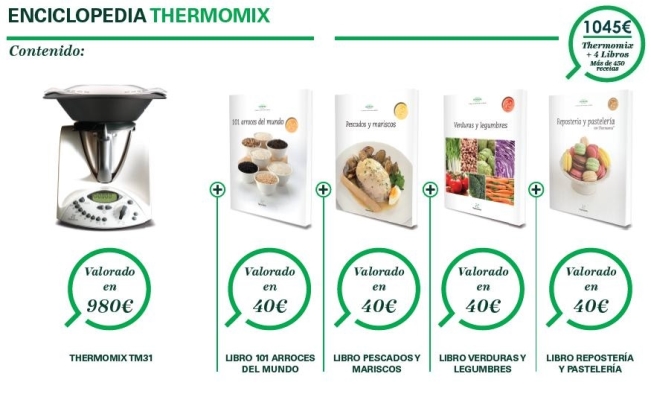 ENCICLOPEDIA THERMOMIX
1045€
Thermomix
+ 4 Libros
Más de 450
recetas
Contenido:
101 arroces del mundo
Pescados y mariscos
Verduras y legumbres
Repostería y pastelería
+
+
+
+
Valorado
en
980€
Valorado
en
40€
Valorado
en
40€
Valorado
en
40€
Valorado
en
40€
THERMOMIX TM31
LIBRO 101 ARROCES
DEL MUNDO
LIBRO PESCADOS Y
MARISCOS
LIBRO VERDURAS Y
LEGUMBRES
LIBRO REPOSTERÍA
Y PASTELERÍA